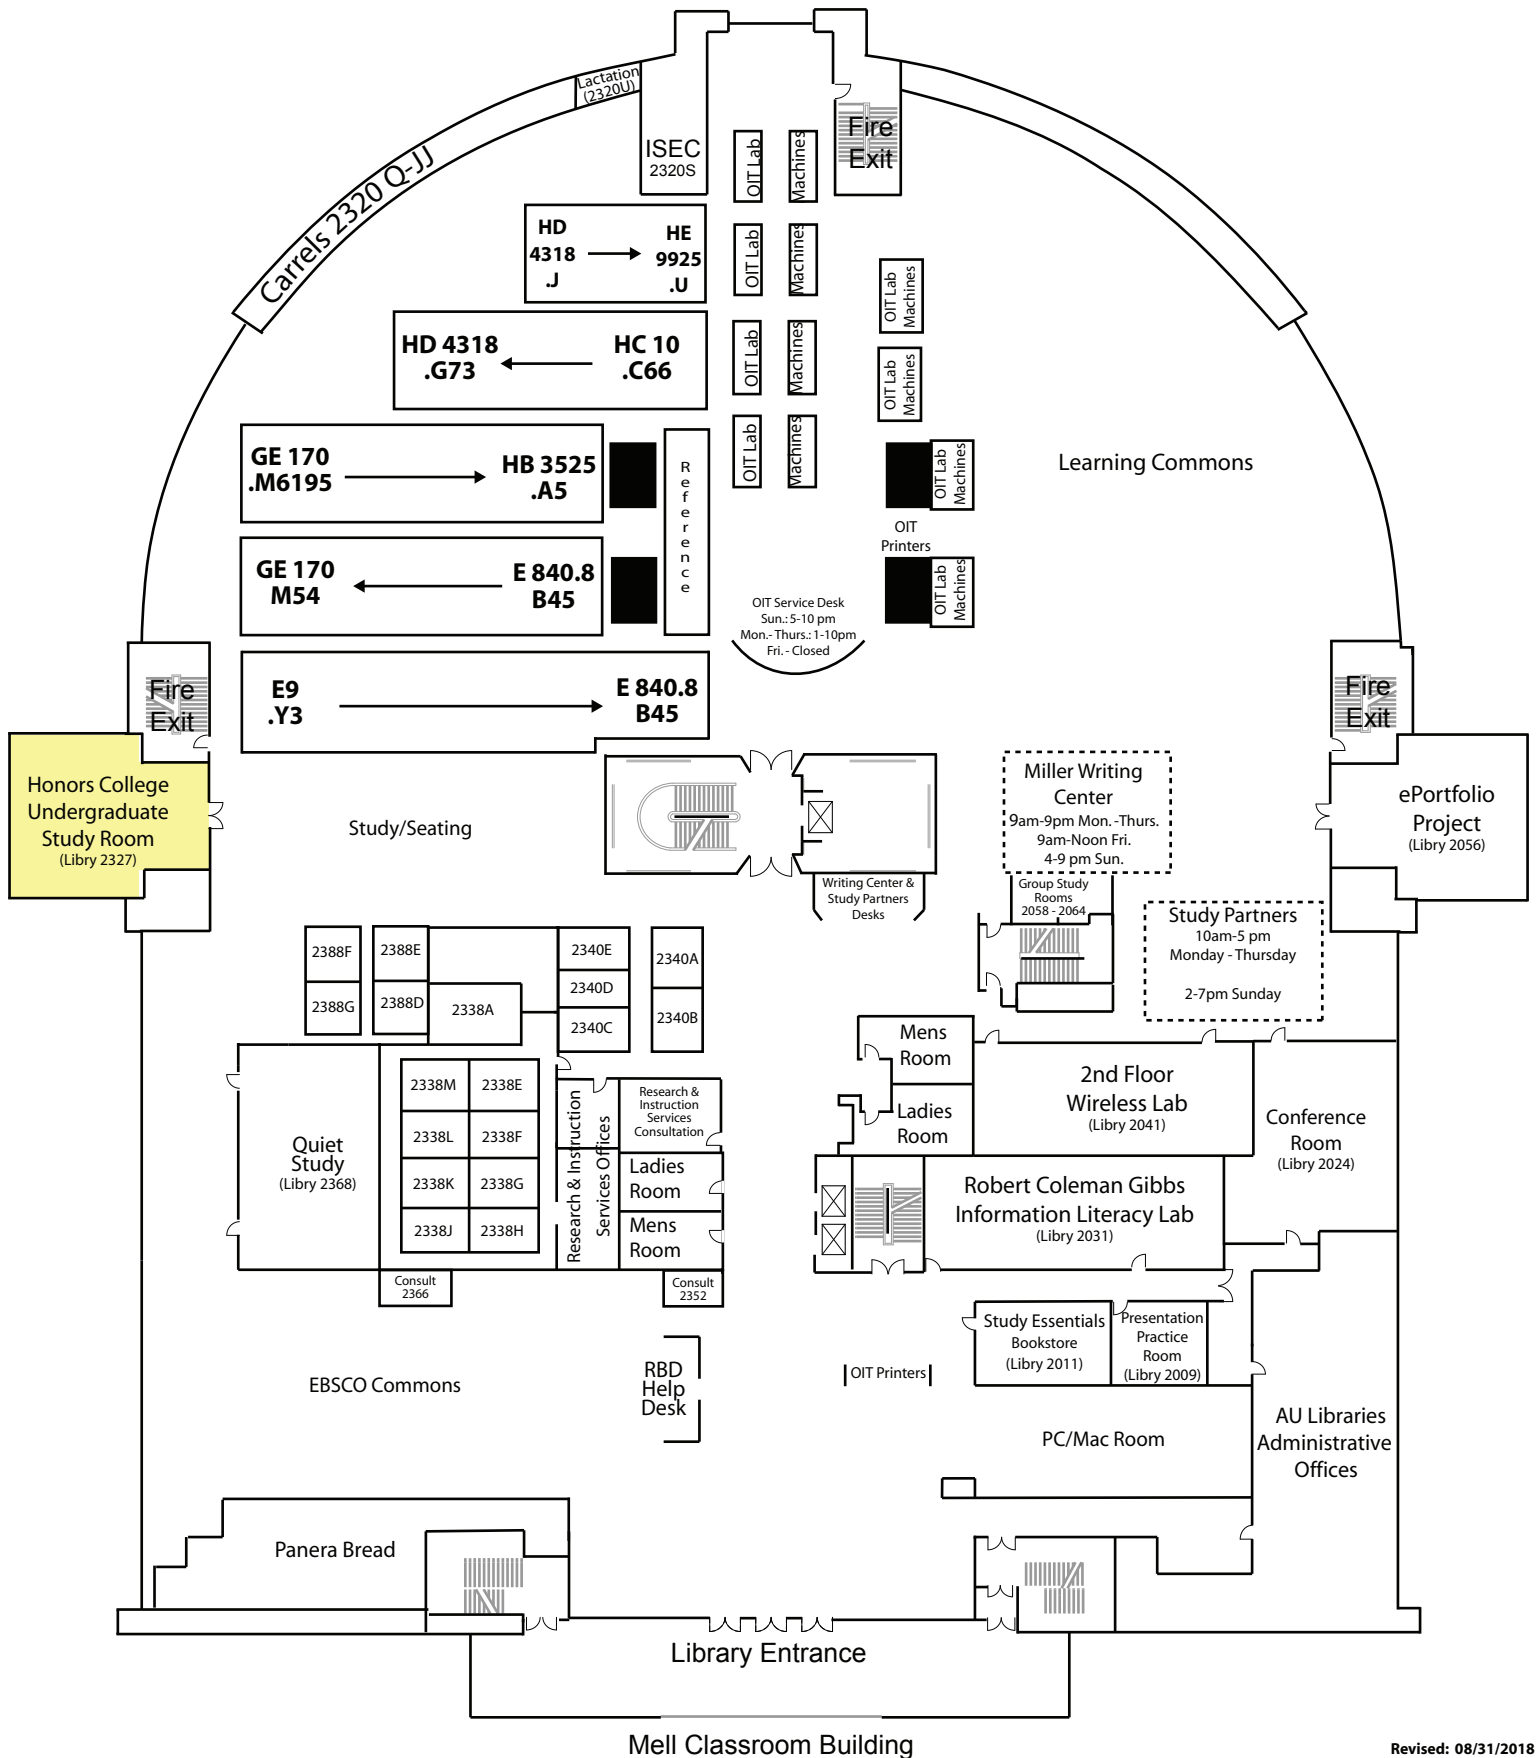 Lactation
(2320U)
Carrels 2320 Q-JJ
ISEC
2320S
Fire
Exit
OIT Lab
Machines
OIT Lab
Machines
OIT Lab
Machines
OIT Lab
Machines
OIT Lab
Machines
OIT Lab
Machines
OIT Lab
Machines
OIT Lab
Machines
HD
4318
.J
HE
9925
.U
HD 4318
.G73
HC 10
.C66
GE 170
.M6195
HB 3525
.A5
GE 170
M54
E 840.8
B45
E9
.Y3
E 840.8
B45
Reference
Learning Commons
OIT
Printers
OIT Service Desk
Sun.: 5-10 pm
Mon.- Thurs.: 1-10pm
Fri. - Closed
Fire
Exit
Fire
Exit
Honors College
Undergraduate
Study Room
(Libry 2327)
Study/Seating
Miller Writing
Center
9am-9pm Mon. -Thurs.
9am-Noon Fri.
4-9 pm Sun.
ePortfolio
Project
(Libry 2056)
Writing Center &
Study Partners
Desks
Group Study
Rooms
2058 - 2064
Study Partners
10am-5 pm
Monday - Thursday
2-7pm Sunday
2388F
2388E
2388G
2388D
2338A
2340E
2340D
2340C
2340A
2340B
Mens
Room
Ladies
Room
2nd Floor
Wireless Lab
(Libry 2041)
Conference
Room
(Libry 2024)
Quiet
Study
(Libry 2368)
2338M
2338E
2338L
2338F
2338K
2338G
2338J
2338H
Research & Instruction
Services Offices
Research &
Instruction
Services
Consultation
Ladies
Room
Mens
Room
Robert Coleman Gibbs
Information Literacy Lab
(Libry 2031)
Consult
2366
Consult
2352
Study Essentials
Bookstore
(Libry 2011)
Presentation
Practice
Room
(Libry 2009)
EBSCO Commons
RBD
Help
Desk
OIT Printers
PC/Mac Room
AU Libraries
Administrative
Offices
Panera Bread
Library Entrance
Mell Classroom Building
Revised: 08/31/2018